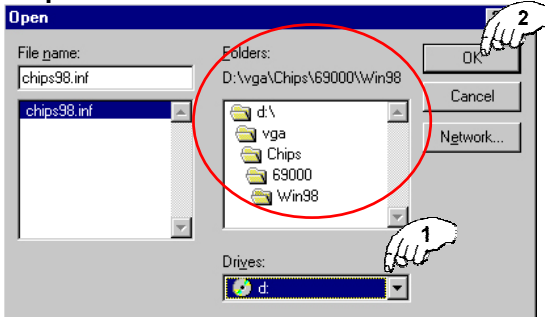 Open
2
File name:
chips98.inf
chips98.inf
Folders:
D:\vga\Chips\69000\Win98
d:\
vga
Chips
69000
Win98
OK
Cancel
Network...
1
Drives:
d: